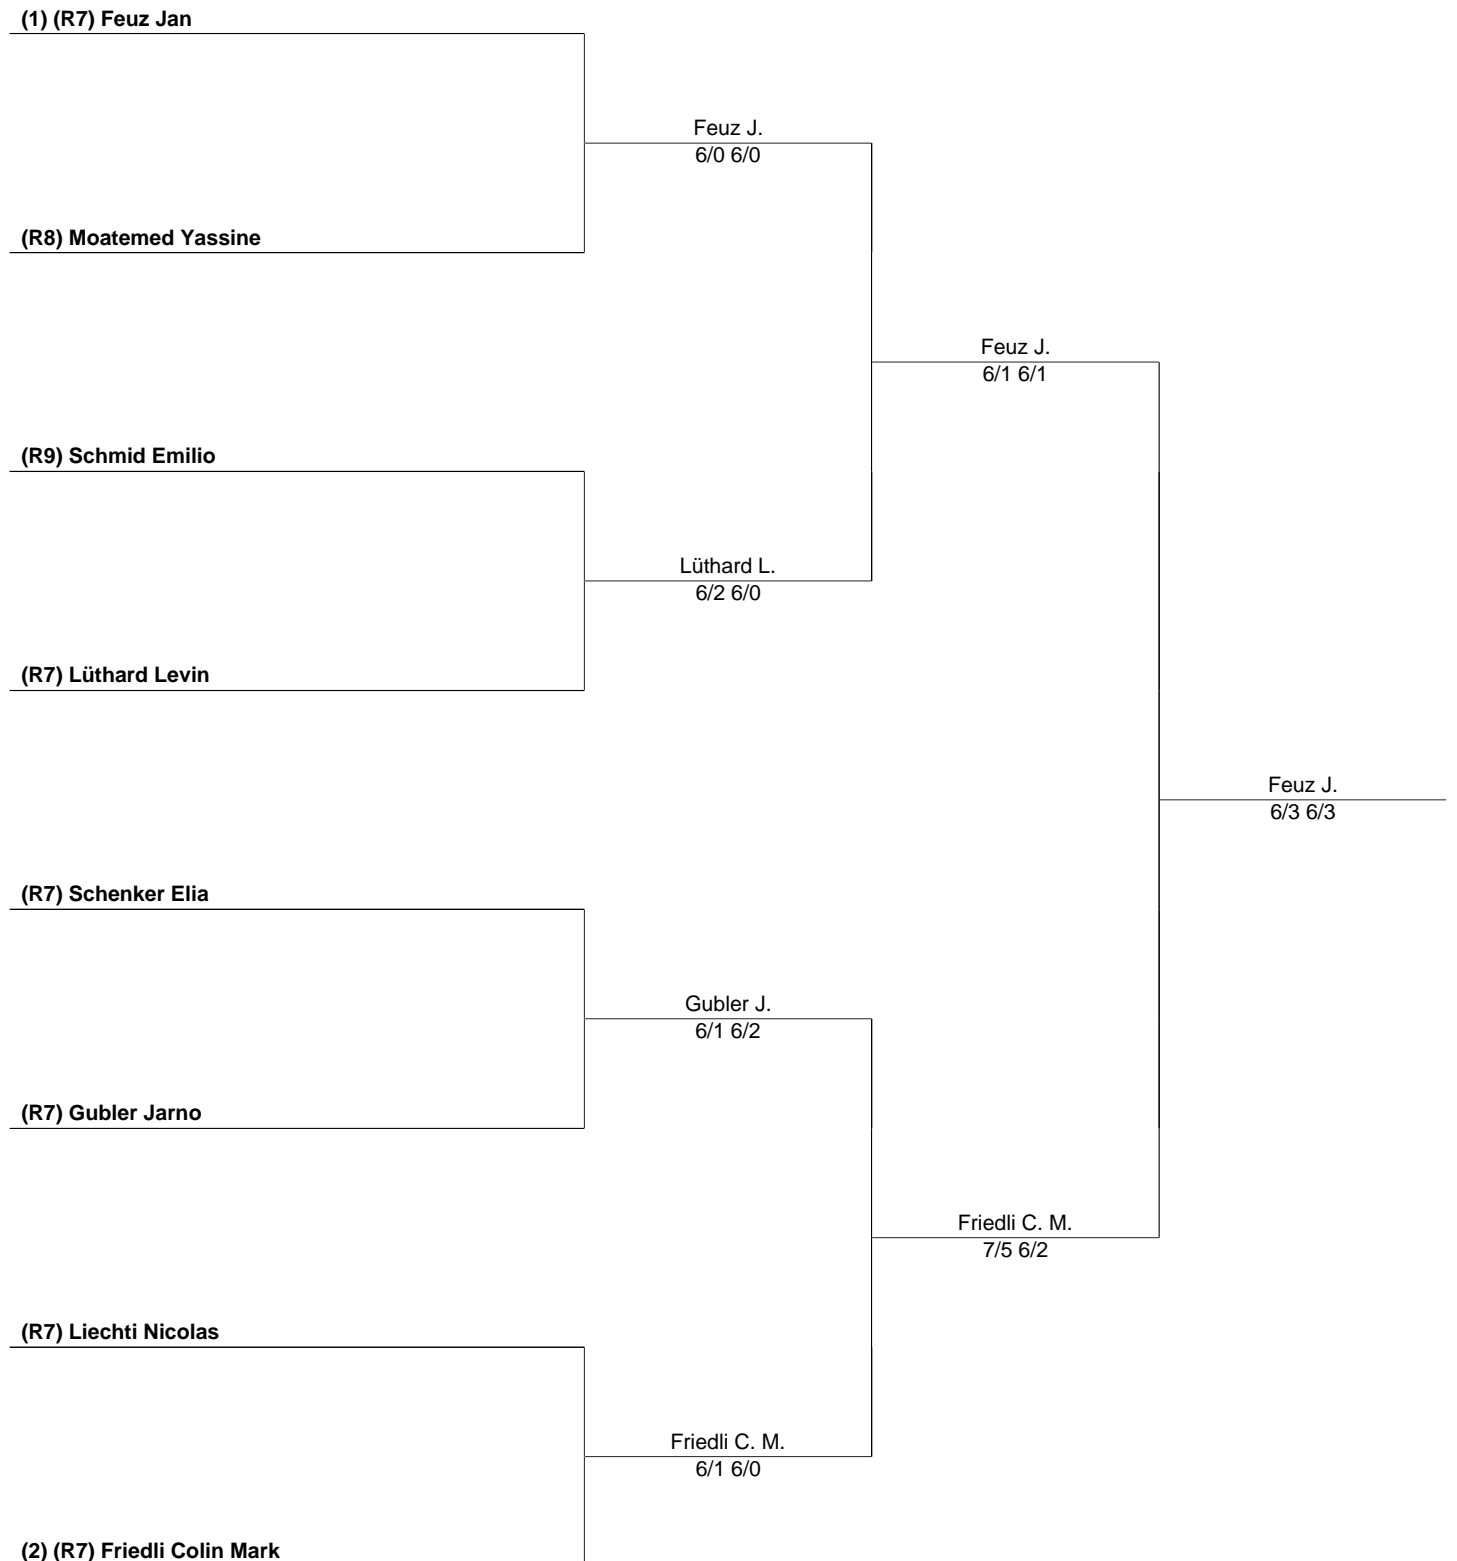 (1) (R7) Feuz Jan
Feuz J.
6/0 6/0
(R8) Moatemed Yassine
Feuz J.
6/1 6/1
(R9) Schmid Emilio
Lüthard L.
6/2 6/0
(R7) Lüthard Levin
Feuz J.
6/3 6/3
(R7) Schenker Elia
Gubler J.
6/1 6/2
(R7) Gubler Jarno
Friedli C. M.
7/5 6/2
(R7) Liechti Nicolas
Friedli C. M.
6/1 6/0
(2) (R7) Friedli Colin Mark